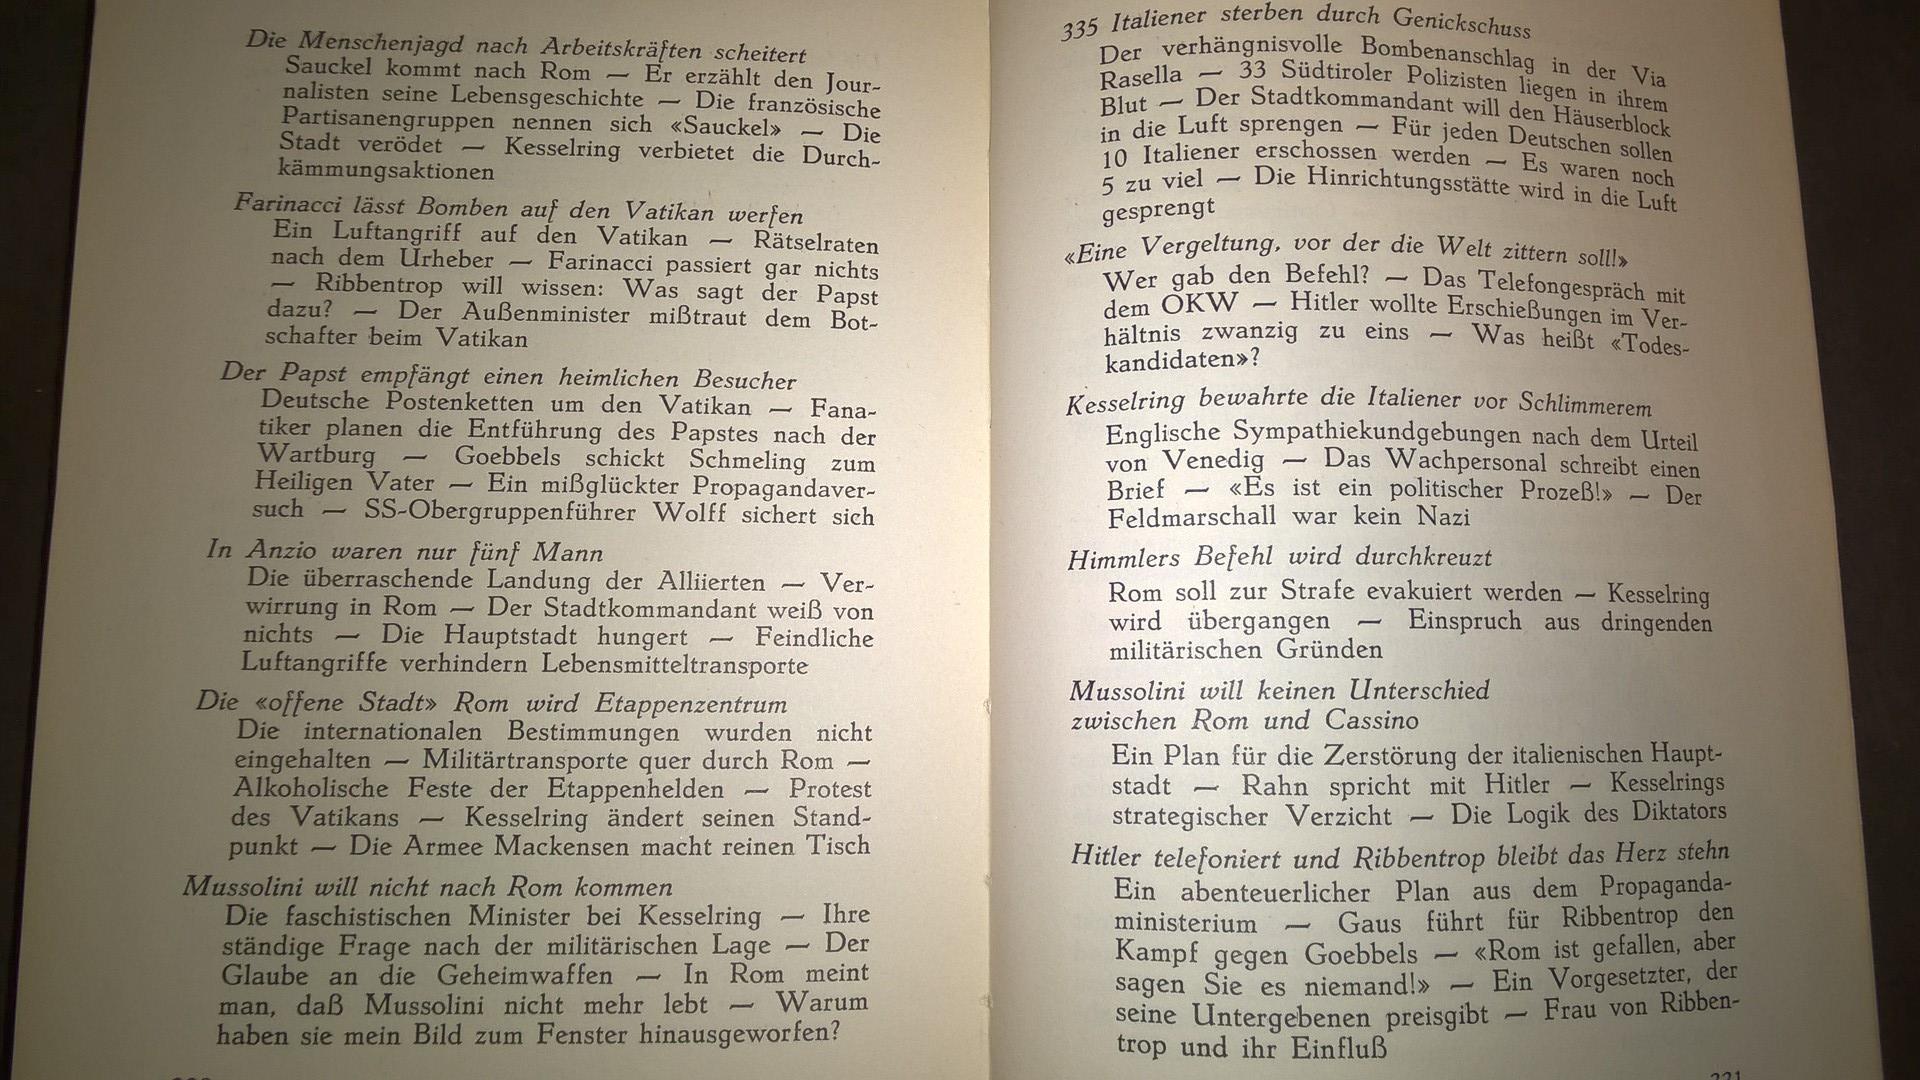 Die Menschenjagd nach Arbeitskräften scheitert
Sauckel kommt nach Rom — Er erzählt den Jour-
nalisten seine Lebensgeschichte — Die französische
Partisanengruppen nennen sich «Sauckel» — Die
Stadt verödet — Kesselring verbietet die Durch-
kämmungsaktionen
Farinacci lässt Bomben auf den Vatikan werfen
Ein Luftangriff auf den Vatikan — Rätselraten
nach dem Urheber — Farinacci passiert gar nichts
— Ribbentrop will wissen: Was sagt der Papst
dazu? — Der Außenminister mißtraut dem Bot-
schafter beim Vatikan
Der Papst empfängt einen heimlichen Besucher
Deutsche Postenketten um den Vatikan — Fana-
tiker planen die Entführung des Papstes nach der
Wartburg — Goebbels schickt Schmeling zum
Heiligen Vater — Ein mißglückter Propagandaver-
such — SS-Obergruppenführer Wolff sichert sich
In Anzio waren nur fünf Mann
Die überraschende Landung der Alliierten — Ver-
wirrung in Rom — Der Stadtkommandant weiß von
nichts — Die Hauptstadt hungert — Feindliche
Luftangriffe verhindern Lebensmitteltransporte
Die «offene Stadt» Rom wird Etappenzentrum
Die internationalen Bestimmungen wurden nicht
eingehalten — Militärtransporte quer durch Rom —
Alkoholische Feste der Etappenhelden — Protest
des Vatikans — Kesselring ändert seinen Stand-
punkt — Die Armee Mackensen macht reinen Tisch
Mussolini will nicht nach Rom kommen
Die faschistischen Minister bei Kesselring — Ihre
ständige Frage nach der militärischen Lage — Der
Glaube an die Geheimwaffen — In Rom meint
man, daß Mussolini nicht mehr lebt — Warum
haben sie mein Bild zum Fenster hinausgeworfen?
335 Italiener sterben durch Genickschuss
Der verhängnisvolle Bombenanschlag in der Via
Rasella — 33 Südtiroler Polizisten liegen in ihrem
Blut — Der Stadtkommandant will den Häuserblock
in die Luft sprengen — Für jeden Deutschen sollen
10 Italiener erschossen werden — Es waren noch
5 zu viel — Die Hinrichtungsstätte wird in die Luft
gesprengt
«Eine Vergeltung, vor der die Welt zittern soll!»
Wer gab den Befehl? — Das Telefongespräch mit
dem OKW — Hitler wollte Erschießungen im Ver-
hältnis zwanzig zu eins — Was heißt «Todes-
kandidaten»?
Kesselring bewahrte die Italiener vor Schlimmerem
Englische Sympathiekundgebungen nach dem Urteil
von Venedig — Das Wachpersonal schreibt einen
Brief — «Es ist ein politischer Prozeß!» — Der
Feldmarschall war kein Nazi
Himmlers Befehl wird durchkreuzt
Rom soll zur Strafe evakuiert werden — Kesselring
wird übergangen — Einspruch aus dringenden
militärischen Gründen
Mussolini will keinen Unterschied
zwischen Rom und Cassino
Ein Plan für die Zerstörung der italienischen Haupt-
stadt — Rahn spricht mit Hitler — Kesselrings
strategischer Verzicht — Die Logik des Diktators
Hitler telefoniert und Ribbentrop bleibt das Herz stehn
Ein abenteuerlicher Plan aus dem Propaganda-
ministerium — Gaus führt für Ribbentrop den
Kampf gegen Goebbels — «Rom ist gefallen, aber
sagen Sie es niemand!» — Ein Vorgesetzter, der
seine Untergebenen preisgibt — Frau von Ribben-
trop und ihr Einfluß